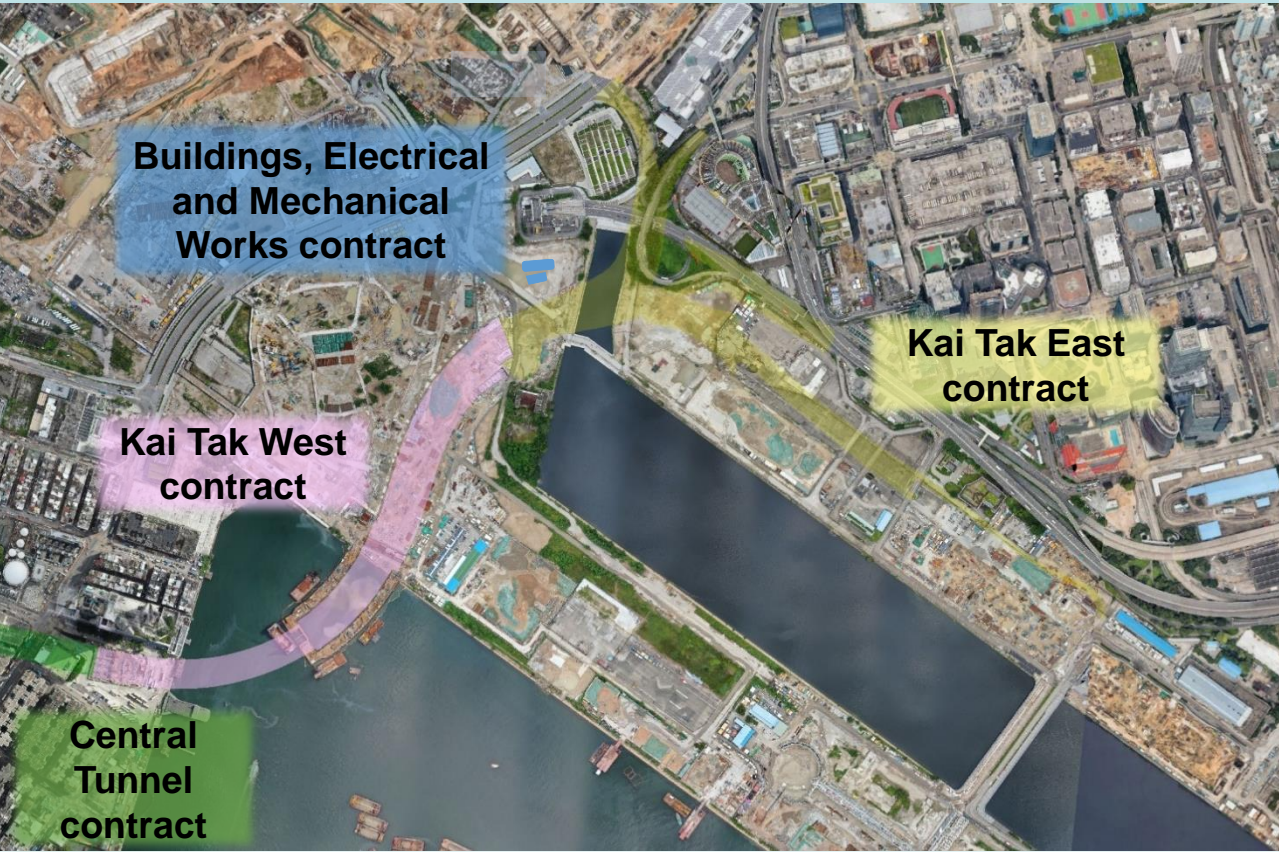 Buildings, Electrical
and Mechanical
Works contract
Kai Tak East
contract
Kai Tak West
contract
Central
Tunnel
contract